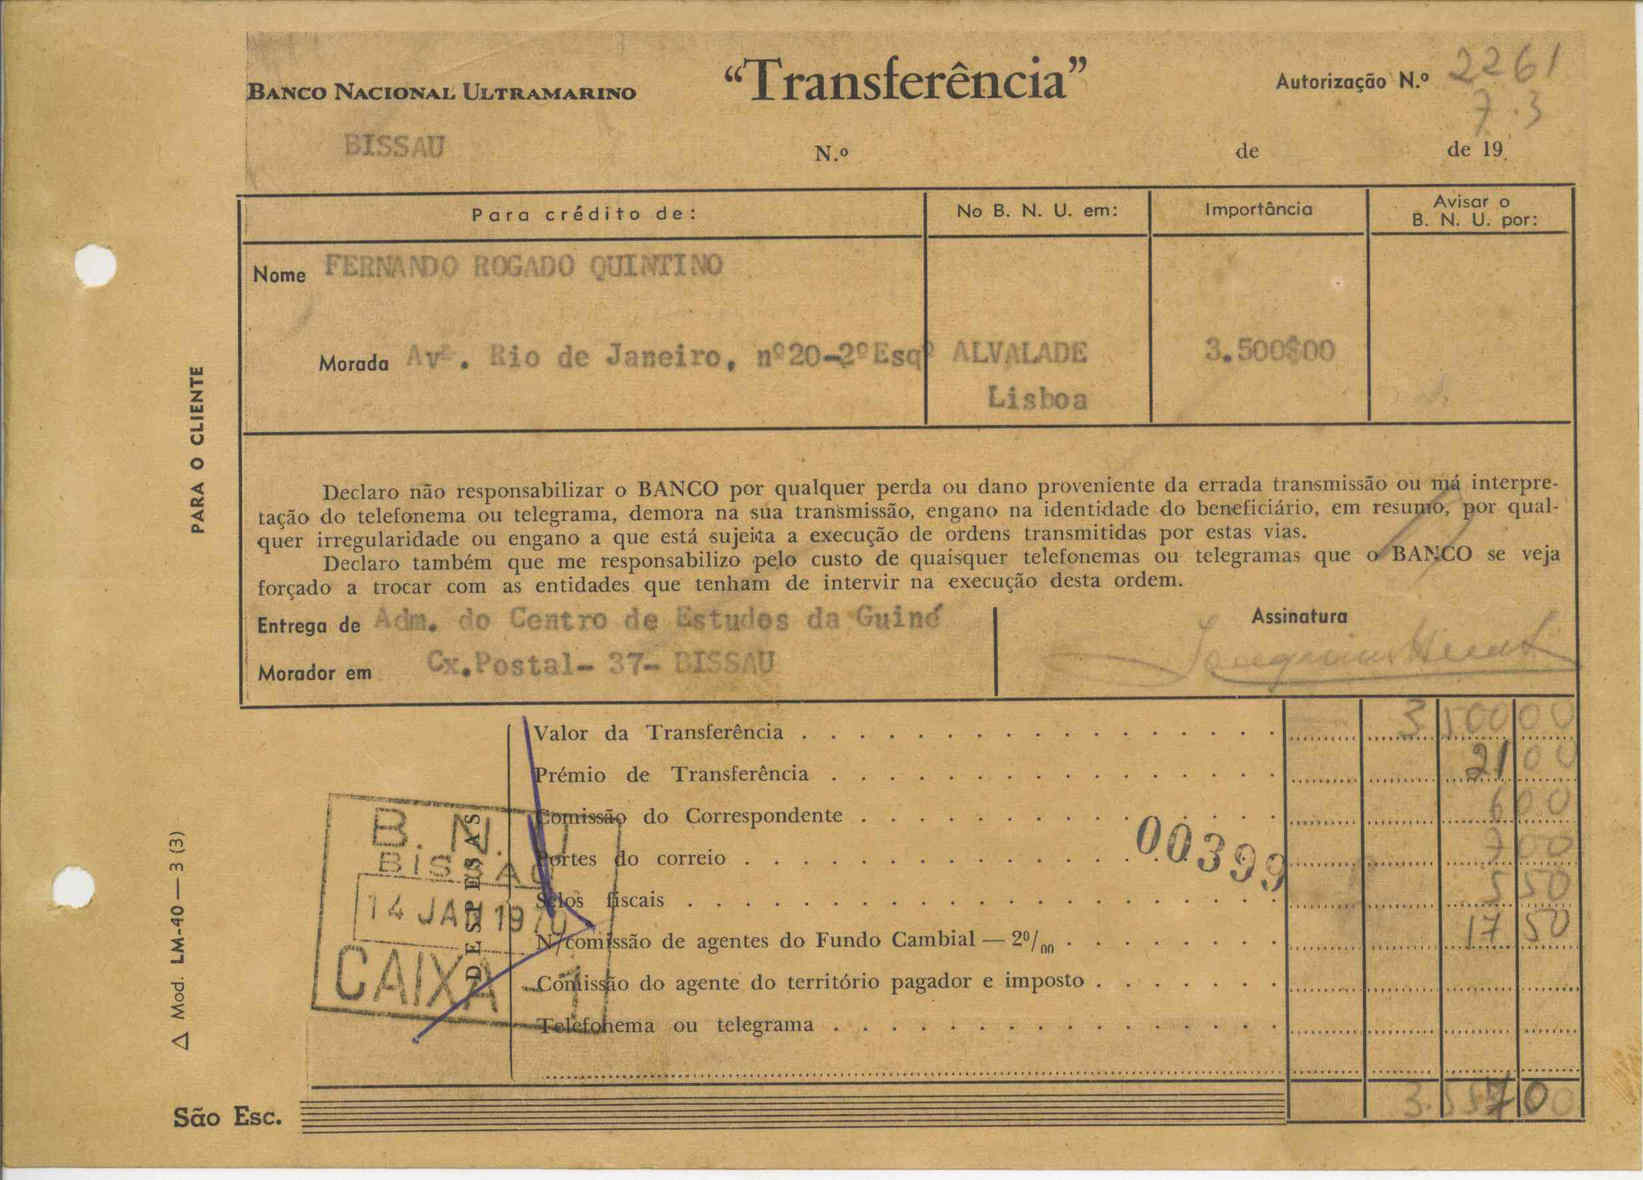 BANCO NACIONAL ULTRAMARINO
“Transferência”
Autorização N.º 2261
7.3
BISSAU
N.º de de 19
Para crédito de:
No B. N. U. em:
Importância
Avisar o
B. N. U. por:
Nome FERNANDO ROGADO QUINTINO
Morada Avª. Rio de Janeiro, nº20-2ºEsqº
ALVALADE
Lisboa
3.500$00
PARA O CLIENTE
Declaro não responsabilizar o BANCO por qualquer perda ou dano proveniente da errada transmissão ou má interpre-
tação do telefonema ou telegrama, demora na sua transmissão, engano na identidade do beneficiário, em resumo, por qual-
quer irregularidade ou engano a que está sujeita a execução de ordens transmitidas por estas vias.
Declaro também que me responsabilizo pelo custo de quaisquer telefonemas ou telegramas que o BANCO se veja
forçado a trocar com as entidades que tenham de intervir na execução desta ordem.
Entrega de Adm. do Centro de Estudos da Guiné
Morador em Cx.Postal- 37- BISSAU
Assinatura
Valor da Transferência 3 500 00
Prémio de Transferência 21 00
Comissão do Correspondente 6 00
Portes do correio 7 00
Selos fiscais 5 50
N/comissão de agentes do Fundo Cambial — 2º/₀₀ 17 50
Comissão do agente do território pagador e imposto
Telefonema ou telegrama
DESPESAS
00399
B. N. U
BISSAU
14 JAN 1970
CAIXA - 1
Δ Mod. LM-40 — 3 (3)
São Esc.